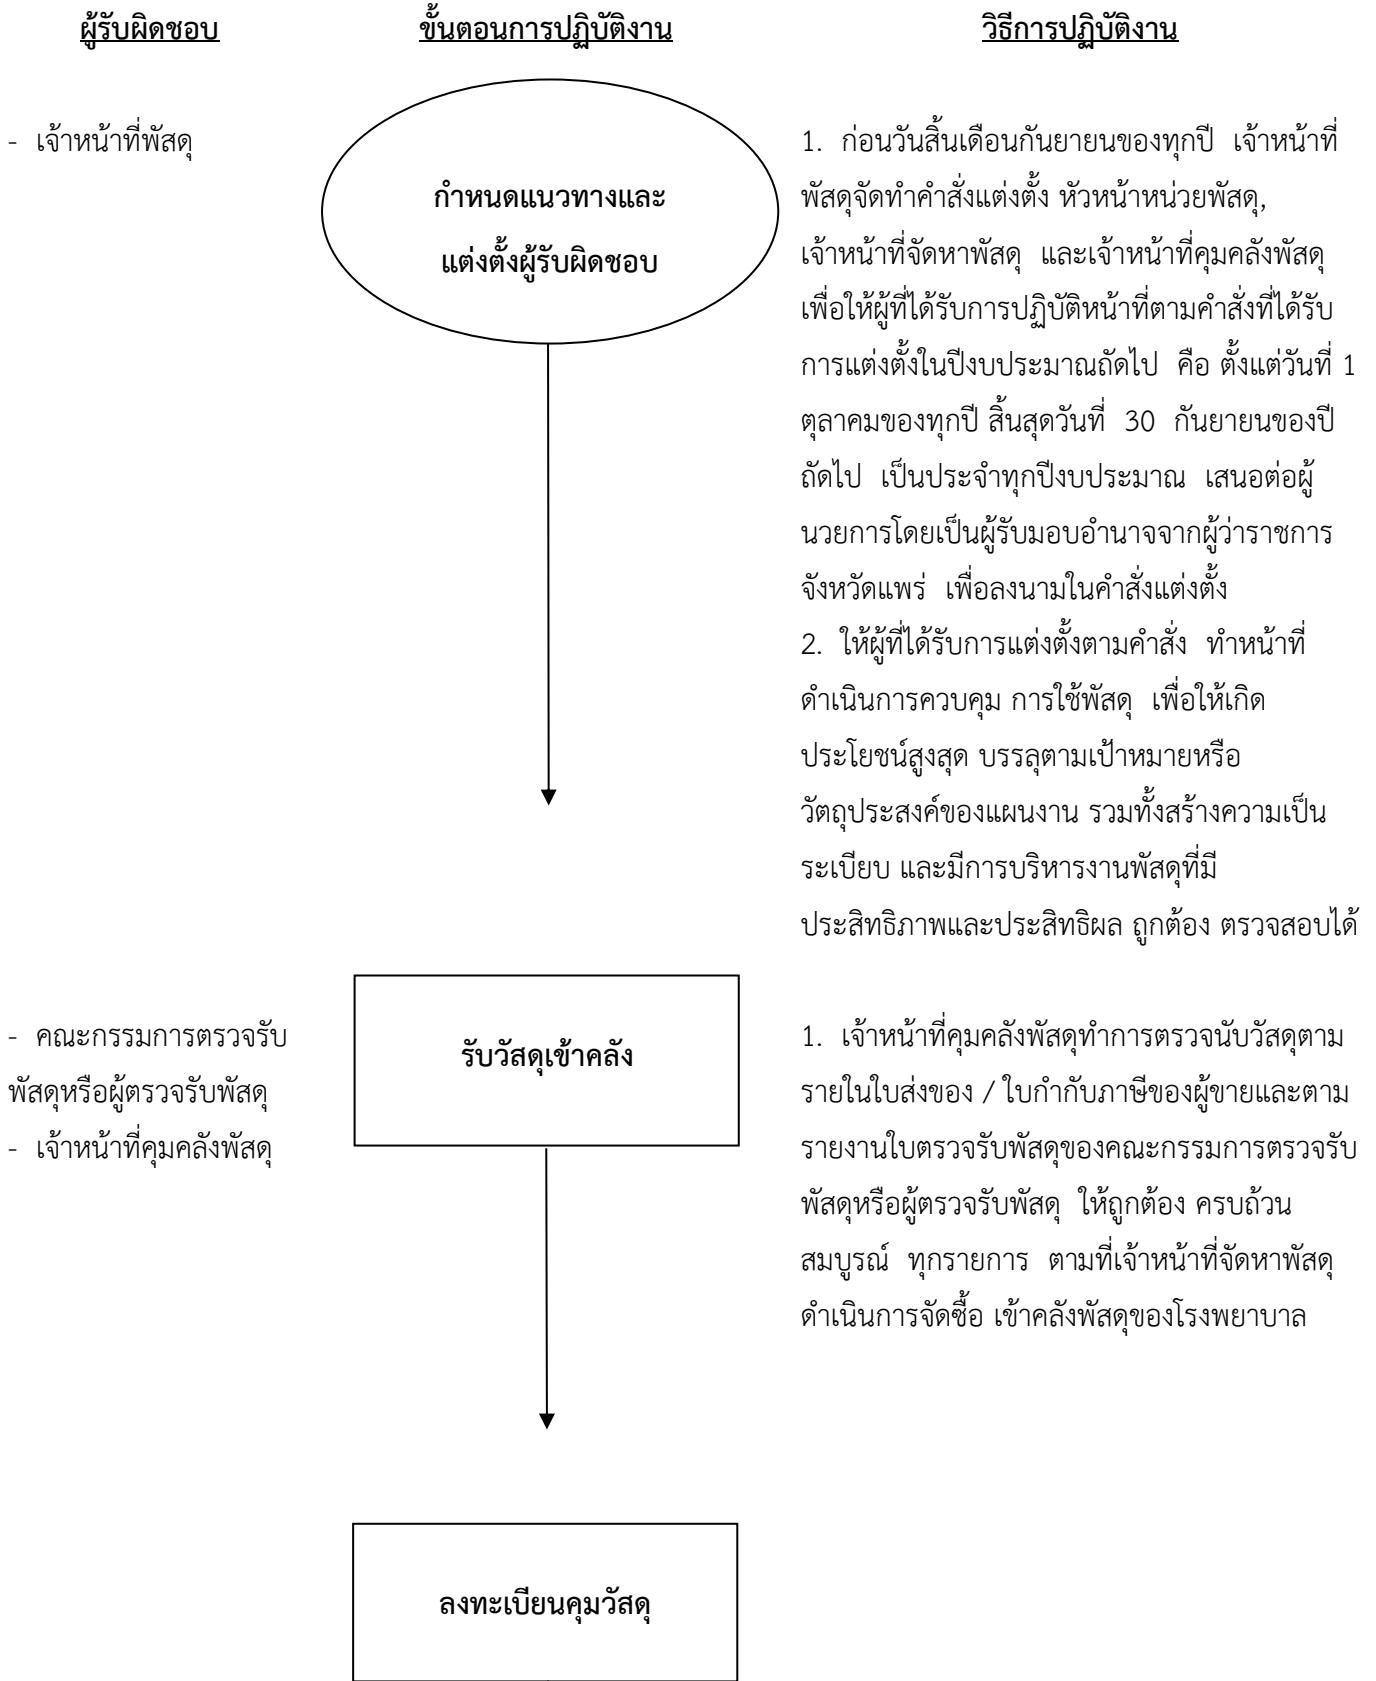 ผู้รับผิดชอบ
ขั้นตอนการปฏิบัติงาน
วิธีการปฏิบัติงาน
- เจ้าหน้าที่พัสดุ
กำหนดแนวทางและ
แต่งตั้งผู้รับผิดชอบ
1. ก่อนวันสิ้นเดือนกันยายนของทุกปี เจ้าหน้าที่
พัสดุจัดทำคำสั่งแต่งตั้ง หัวหน้าหน่วยพัสดุ,
เจ้าหน้าที่จัดหาพัสดุ และเจ้าหน้าที่คุมคลังพัสดุ
เพื่อให้ผู้ที่ได้รับการปฏิบัติหน้าที่ตามคำสั่งที่ได้รับ
การแต่งตั้งในปีงบประมาณถัดไป คือ ตั้งแต่วันที่ 1
ตุลาคมของทุกปี สิ้นสุดวันที่ 30 กันยายนของปี
ถัดไป เป็นประจำทุกปีงบประมาณ เสนอต่อผู้
นวยการโดยเป็นผู้รับมอบอำนาจจากผู้ว่าราชการ
จังหวัดแพร่ เพื่อลงนามในคำสั่งแต่งตั้ง
2. ให้ผู้ที่ได้รับการแต่งตั้งตามคำสั่ง ทำหน้าที่
ดำเนินการควบคุม การใช้พัสดุ เพื่อให้เกิด
ประโยชน์สูงสุด บรรลุตามเป้าหมายหรือ
วัตถุประสงค์ของแผนงาน รวมทั้งสร้างความเป็น
ระเบียบ และมีการบริหารงานพัสดุที่มี
ประสิทธิภาพและประสิทธิผล ถูกต้อง ตรวจสอบได้
- คณะกรรมการตรวจรับ
พัสดุหรือผู้ตรวจรับพัสดุ
- เจ้าหน้าที่คุมคลังพัสดุ
รับวัสดุเข้าคลัง
1. เจ้าหน้าที่คุมคลังพัสดุทำการตรวจนับวัสดุตาม
รายในใบส่งของ / ใบกำกับภาษีของผู้ขายและตาม
รายงานใบตรวจรับพัสดุของคณะกรรมการตรวจรับ
พัสดุหรือผู้ตรวจรับพัสดุ ให้ถูกต้อง ครบถ้วน
สมบูรณ์ ทุกรายการ ตามที่เจ้าหน้าที่จัดหาพัสดุ
ดำเนินการจัดซื้อ เข้าคลังพัสดุของโรงพยาบาล
ลงทะเบียนคุมวัสดุ